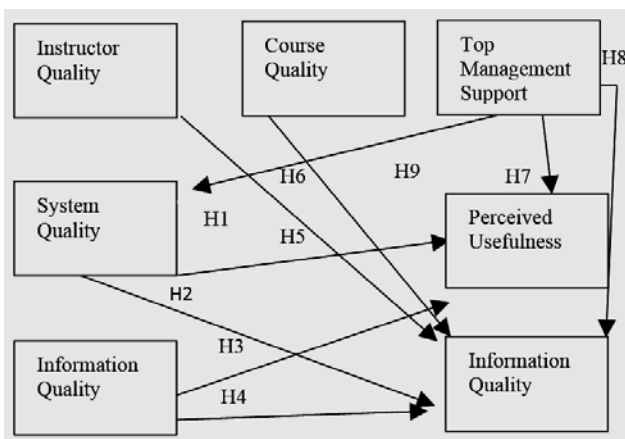 Instructor
Quality
Course
Quality
Top
Management
Support
H8
H6
H9
H7
System
Quality
H1
H5
Perceived
Usefulness
H2
H3
Information
Quality
H4
Information
Quality